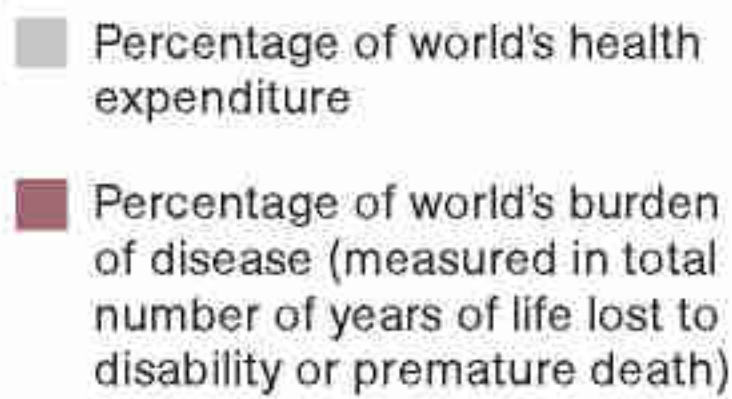 Percentage of world's health
expenditure
Percentage of world's burden
of disease (measured in total
number of years of life lost to
disability or premature death)